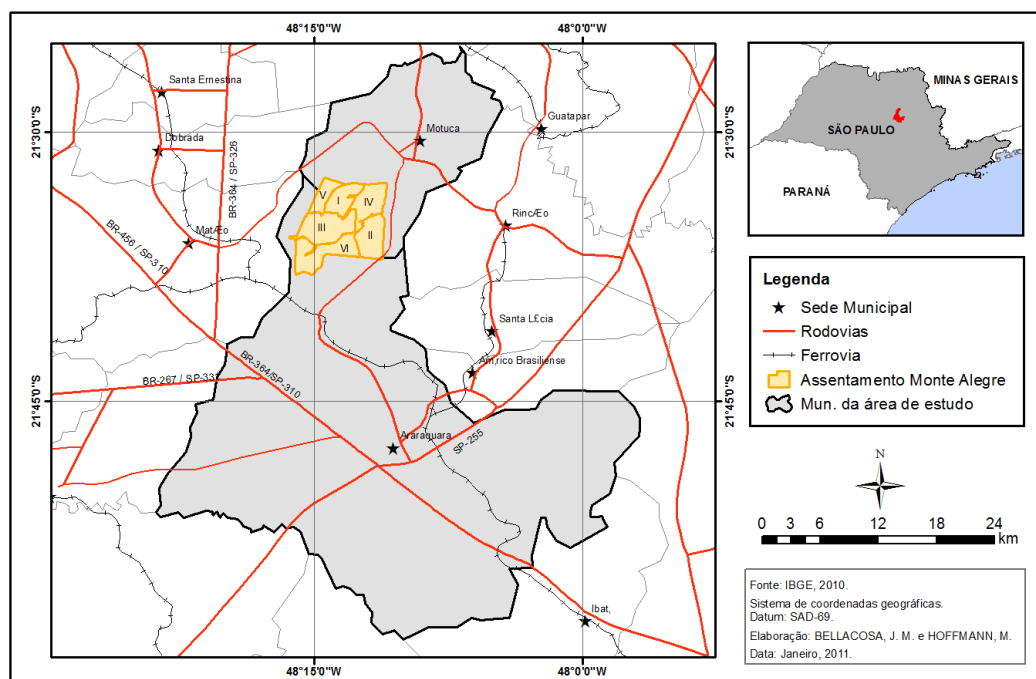 48°15'0"W
48°0'0"W
21°30'0"S
21°45'0"S
Santa Ernestina
Dobrada
MatÆo
Motuca
Guatapar
RincÆo
Santa L£cia
Am,rico Brasiliense
Araraquara
Ibat,
BR-364 / SP-326
BR-456 / SP-310
BR-364/SP-310
BR-267 / SP-331
SP-255
V
I
IV
III
II
VI
21°30'0"S
21°45'0"S
48°15'0"W
48°0'0"W
MINAS GERAIS
SÃO PAULO
PARANÁ
Legenda
Sede Municipal
Rodovias
Ferrovia
Assentamento Monte Alegre
Mun. da área de estudo
N
0 3 6 12 18 24
km
Fonte: IBGE, 2010.
Sistema de coordenadas geográficas.
Datum: SAD-69.
Elaboração: BELLACOSA, J. M. e HOFFMANN, M.
Data: Janeiro, 2011.